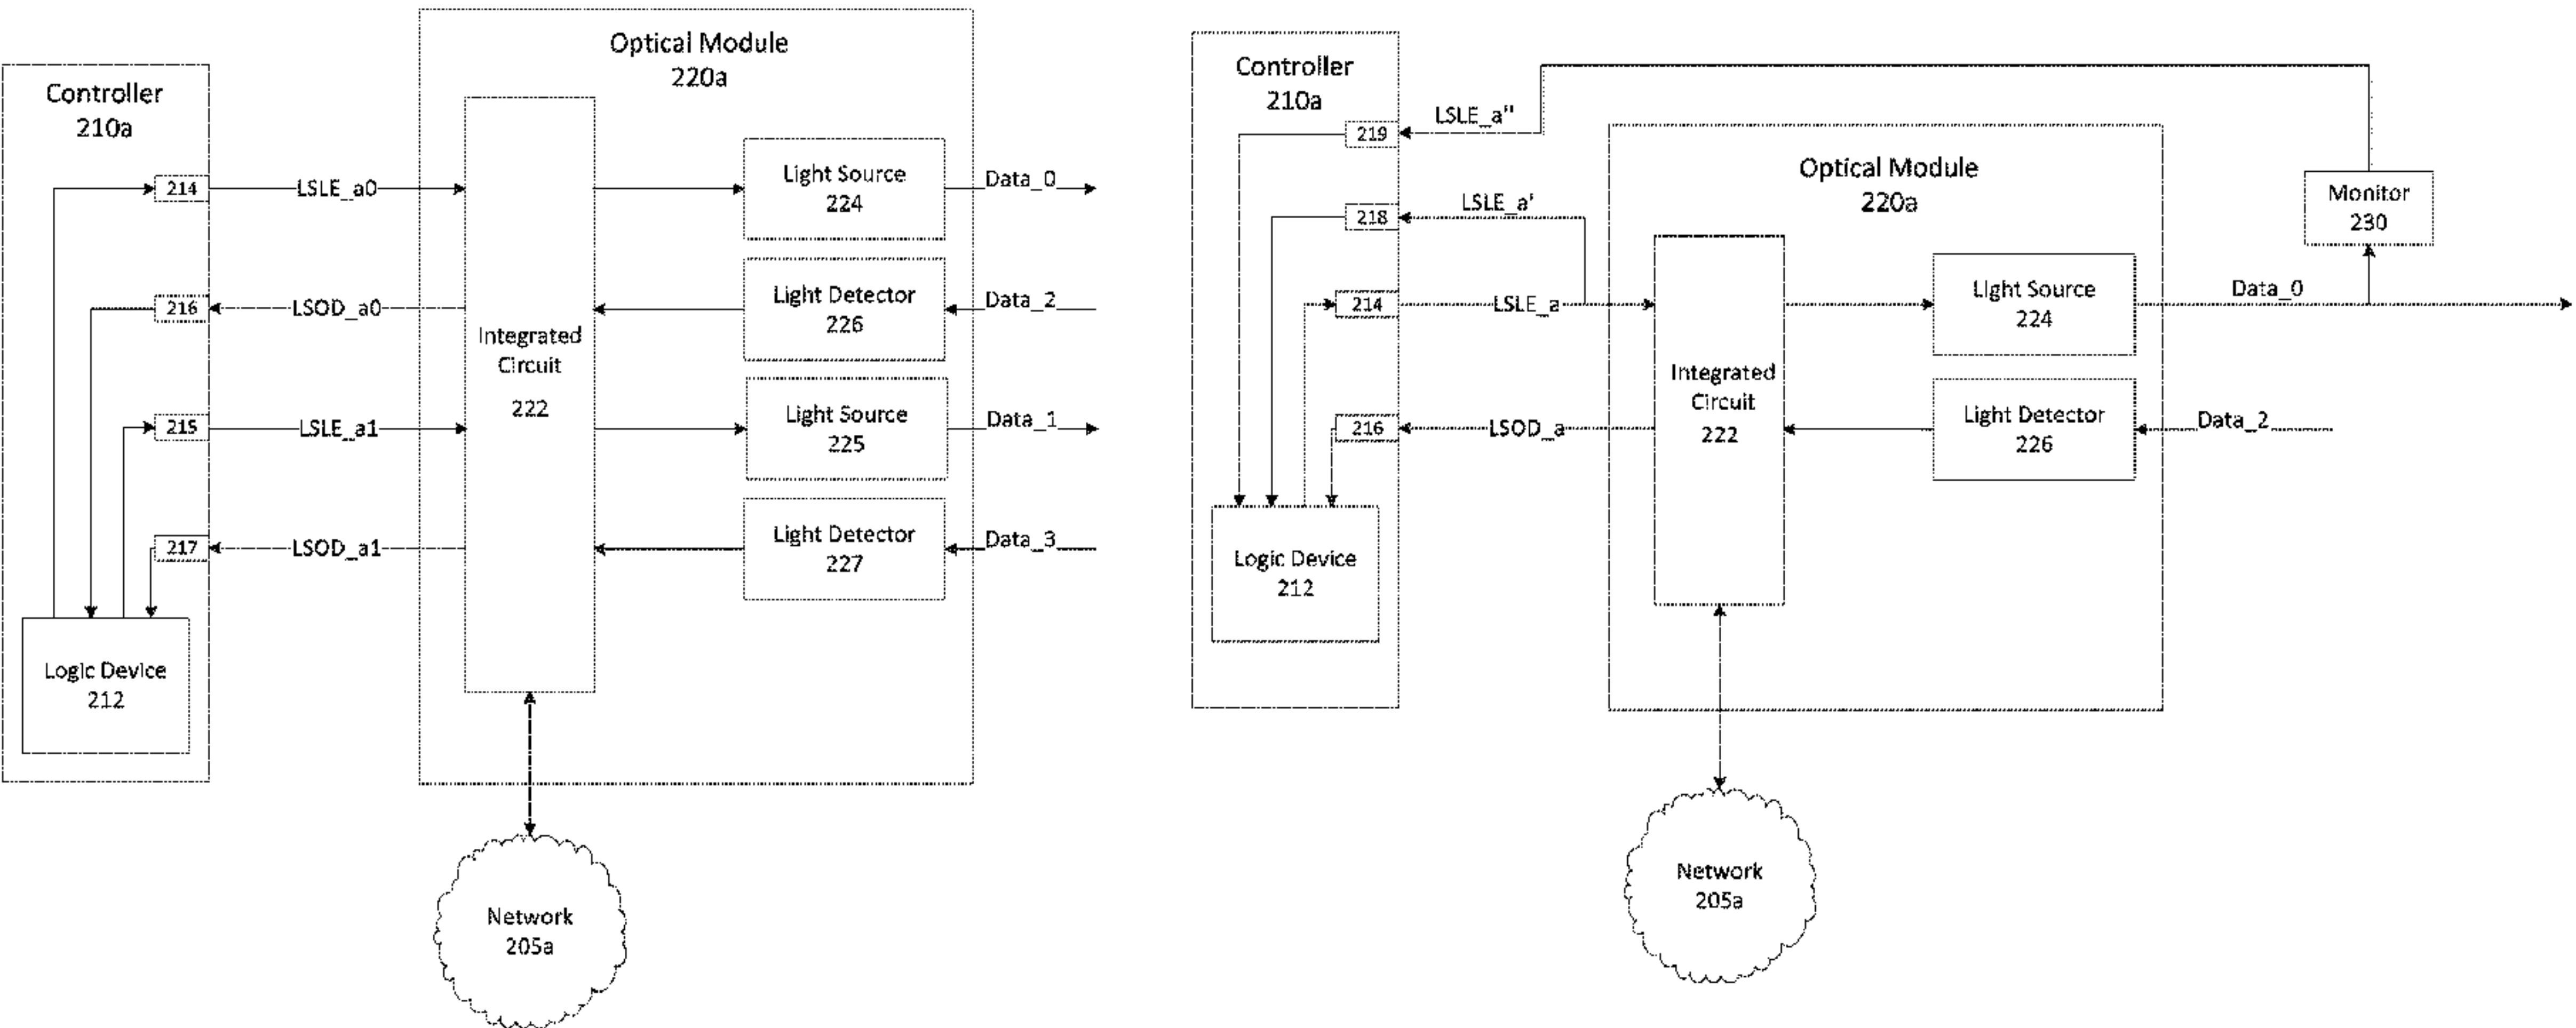 Optical Module
220a
Controller
210a
214
LSLE_a0
Light Source
224
Data_0
216
LSOD_a0
Light Detector
226
Data_2
Integrated
Circuit
222
215
LSLE_a1
Light Source
225
Data_1
217
LSOD_a1
Light Detector
227
Data_3
Logic Device
212
Network
205a
Controller
210a
219
LSLE_a"
Optical Module
220a
Monitor
230
218
LSLE_a'
214
LSLE_a
Light Source
224
Data_0
Integrated
Circuit
222
216
LSOD_a
Light Detector
226
Data_2
Logic Device
212
Network
205a